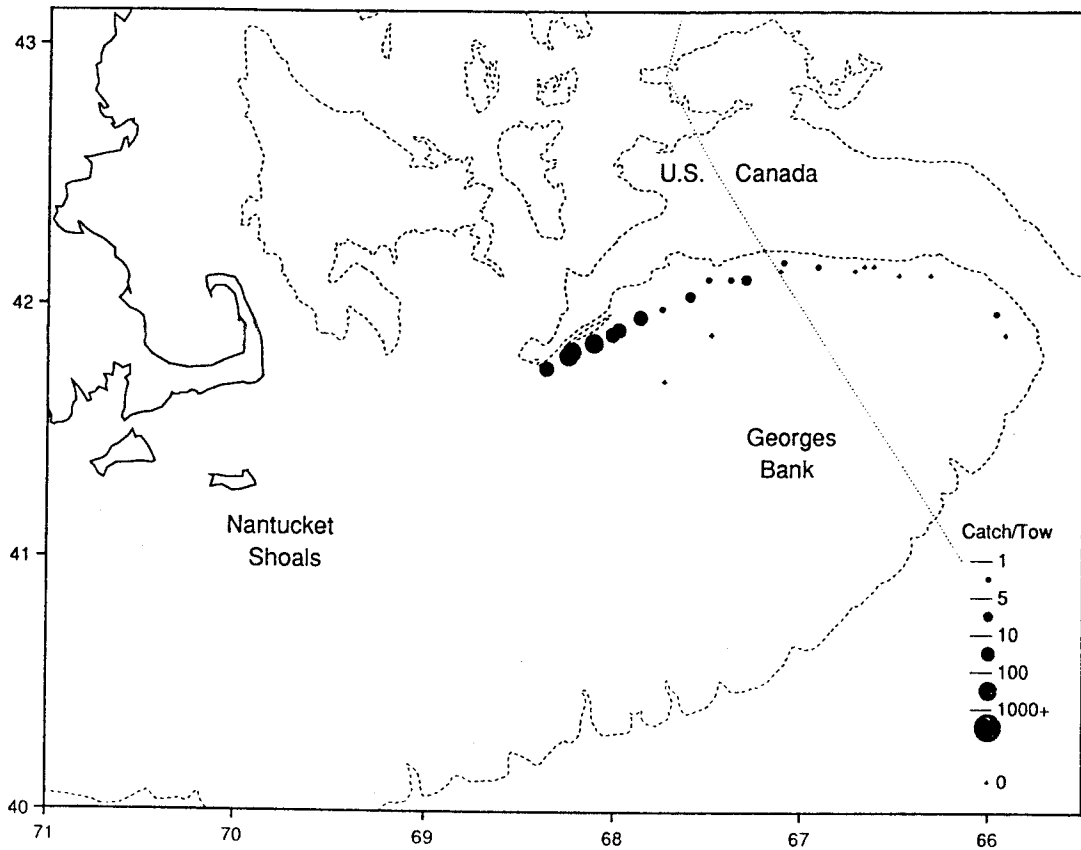 43
U.S. Canada
42
Georges
Bank
Nantucket
Shoals
41
Catch/Tow
1
5
10
100
1000+
0
40
71 70 69 68 67 66